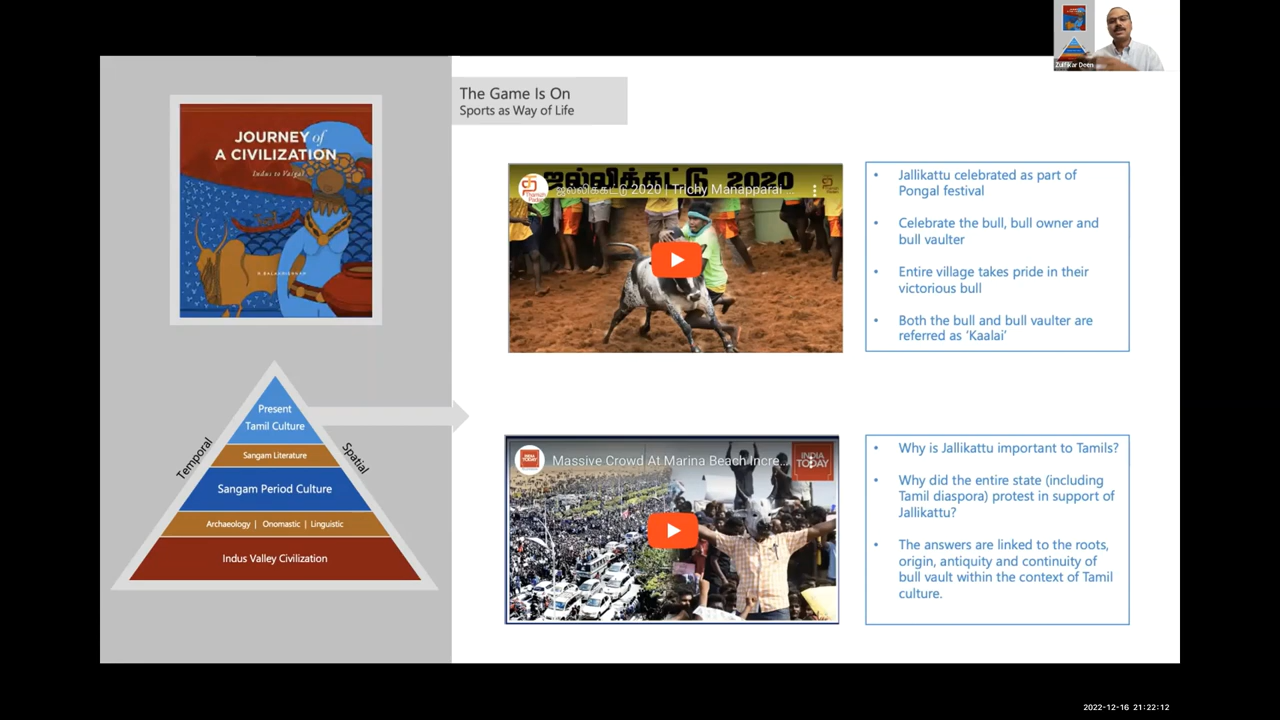 Zulfikar Deen
The Game Is On
Sports as Way of Life
JOURNEY of
A CIVILIZATION
Indus to Vaigai
R BALAKRISHNAN
ஜல்லிக்கட்டு 2020
ஜல்லிக்கட்டு 2020 | Trichy Manapparai ...
• Jallikattu celebrated as part of
Pongal festival
• Celebrate the bull, bull owner and
bull vaulter
• Entire village takes pride in their
victorious bull
• Both the bull and bull vaulter are
referred as ‘Kaalai’
Present
Tamil Culture
Sangam Literature
Sangam Period Culture
Archaeology | Onomastic | Linguistic
Indus Valley Civilization
Temporal
Spatial
Massive Crowd At Marina Beach Incre...
INDIA
TODAY
• Why is Jallikattu important to Tamils?
• Why did the entire state (including
Tamil diaspora) protest in support of
Jallikattu?
• The answers are linked to the roots,
origin, antiquity and continuity of
bull vault within the context of Tamil
culture.
2022-12-16 21:22:12